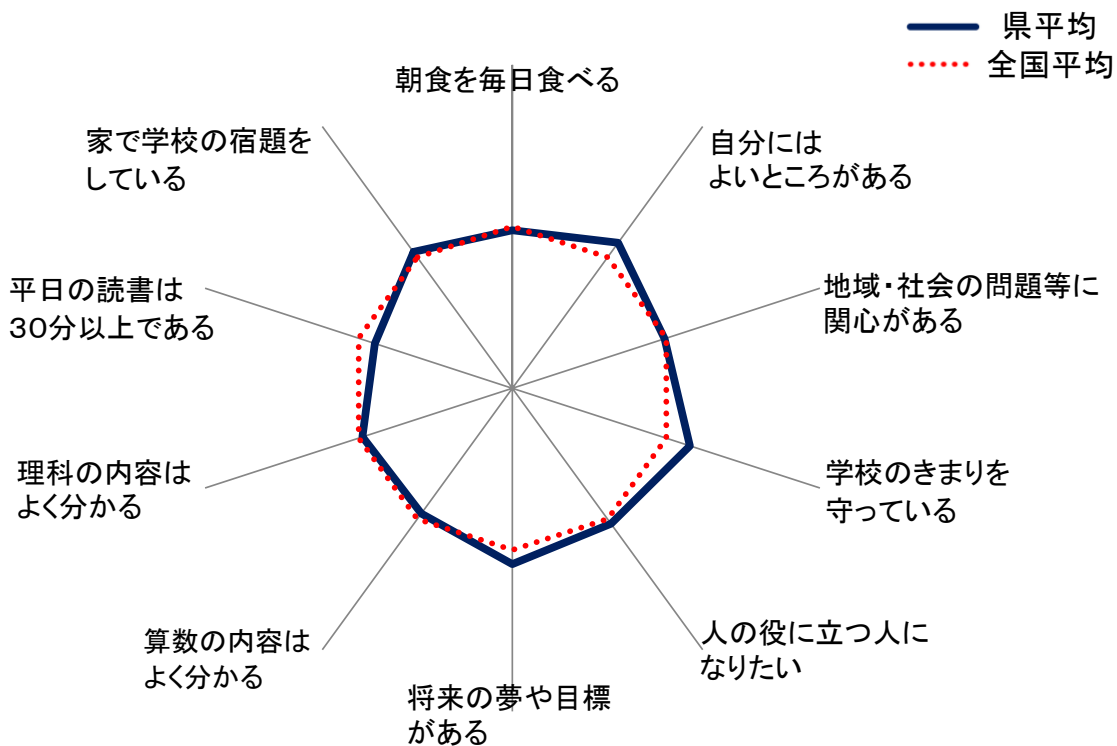 県平均
全国平均
朝食を毎日食べる
自分には
よいところがある
地域・社会の問題等に
関心がある
学校のきまりを
守っている
人の役に立つ人に
なりたい
将来の夢や目標
がある
算数の内容は
よく分かる
理科の内容は
よく分かる
平日の読書は
30分以上である
家で学校の宿題を
している